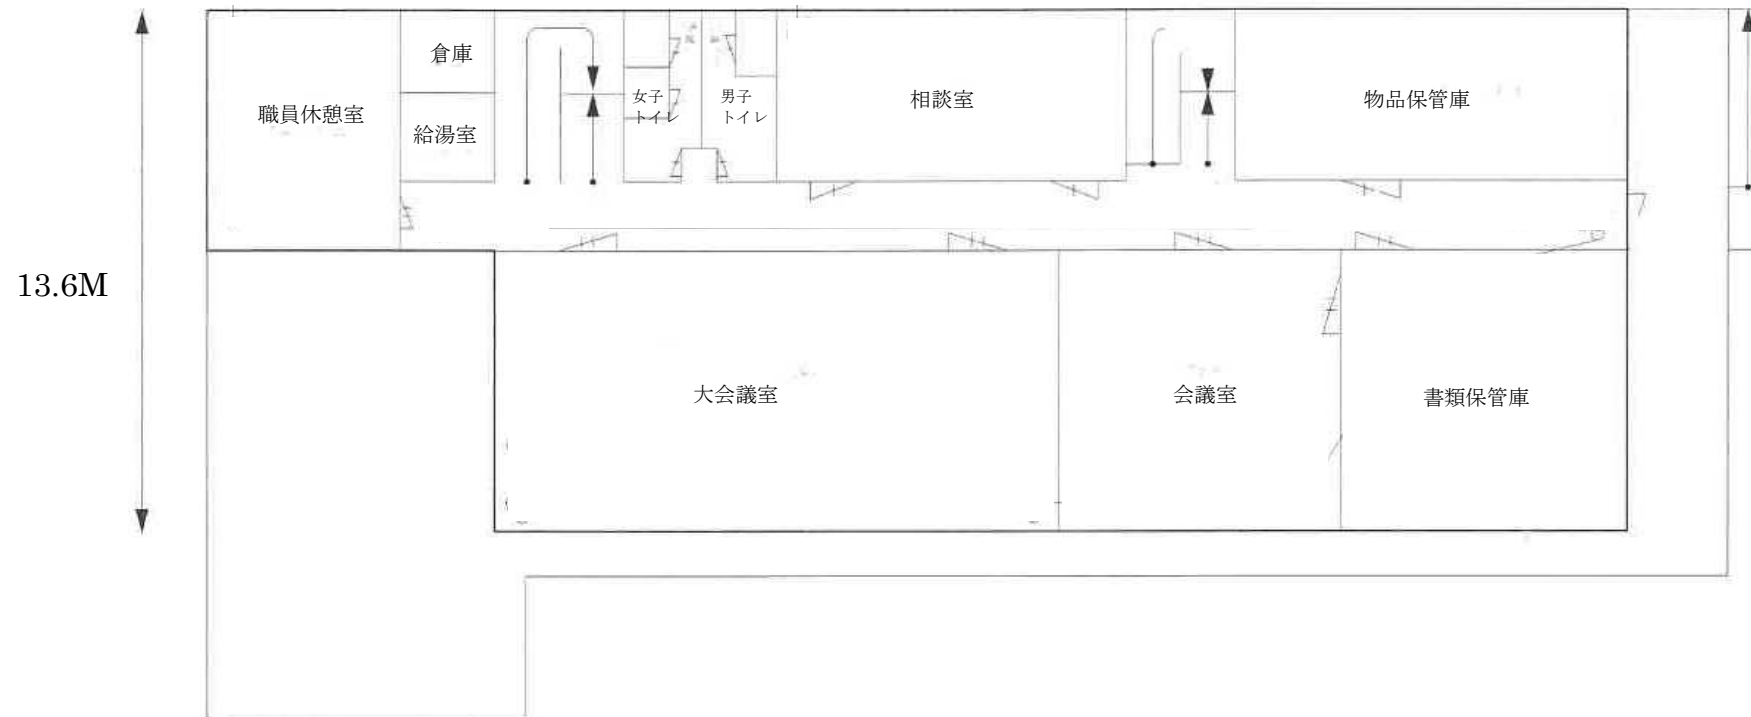 倉庫
職員休憩室
給湯室
女子
トイレ
男子
トイレ
相談室
物品保管庫
13.6M
大会議室
会議室
書類保管庫